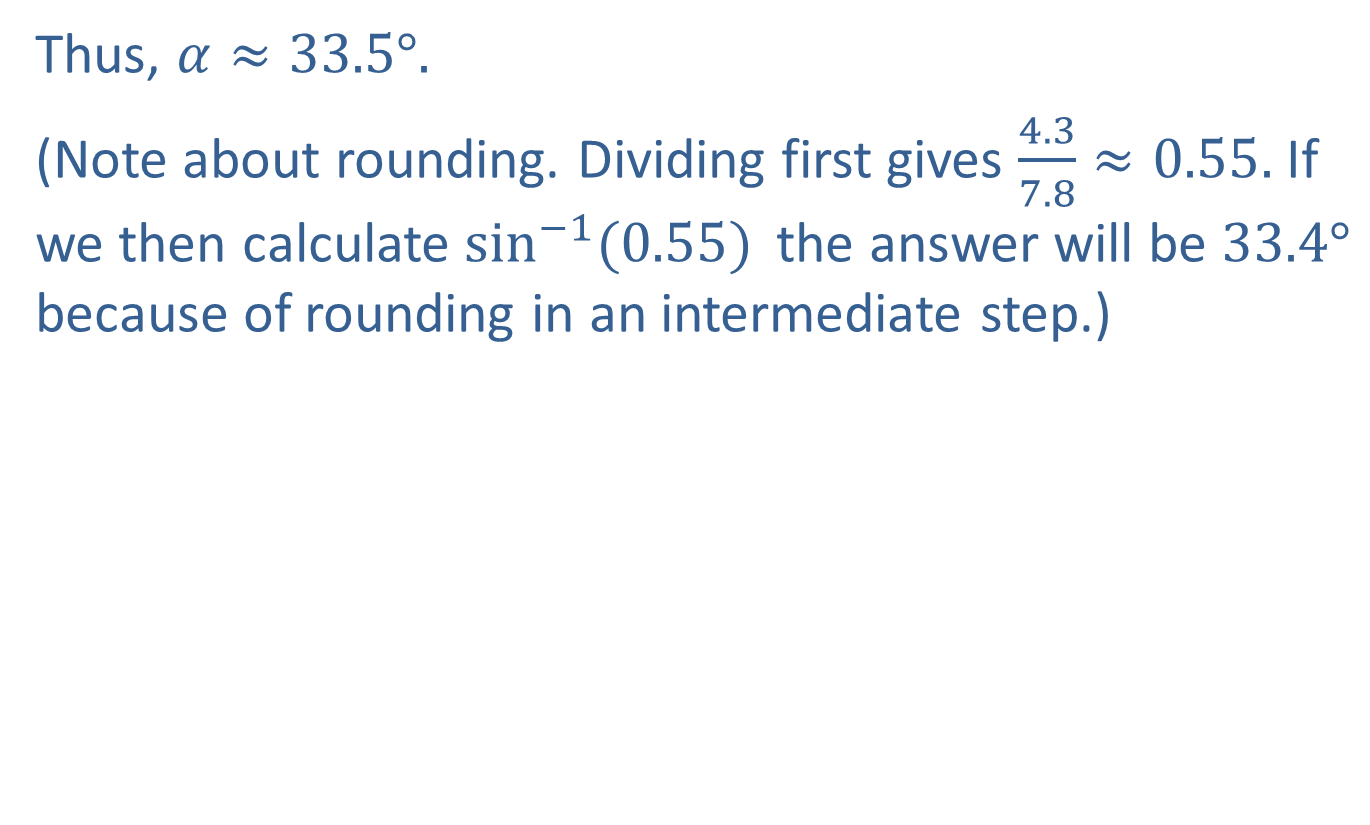 Thus, α ≈ 33.5°.
(Note about rounding. Dividing first gives 4.3/7.8 ≈ 0.55. If
we then calculate sin⁻¹(0.55) the answer will be 33.4°
because of rounding in an intermediate step.)